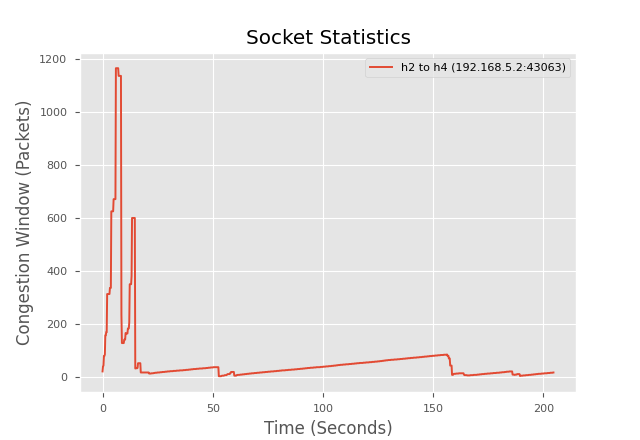 Socket Statistics
h2 to h4 (192.168.5.2:43063)
Congestion Window (Packets)
1200
1000
800
600
400
200
0
0 50 100 150 200
Time (Seconds)